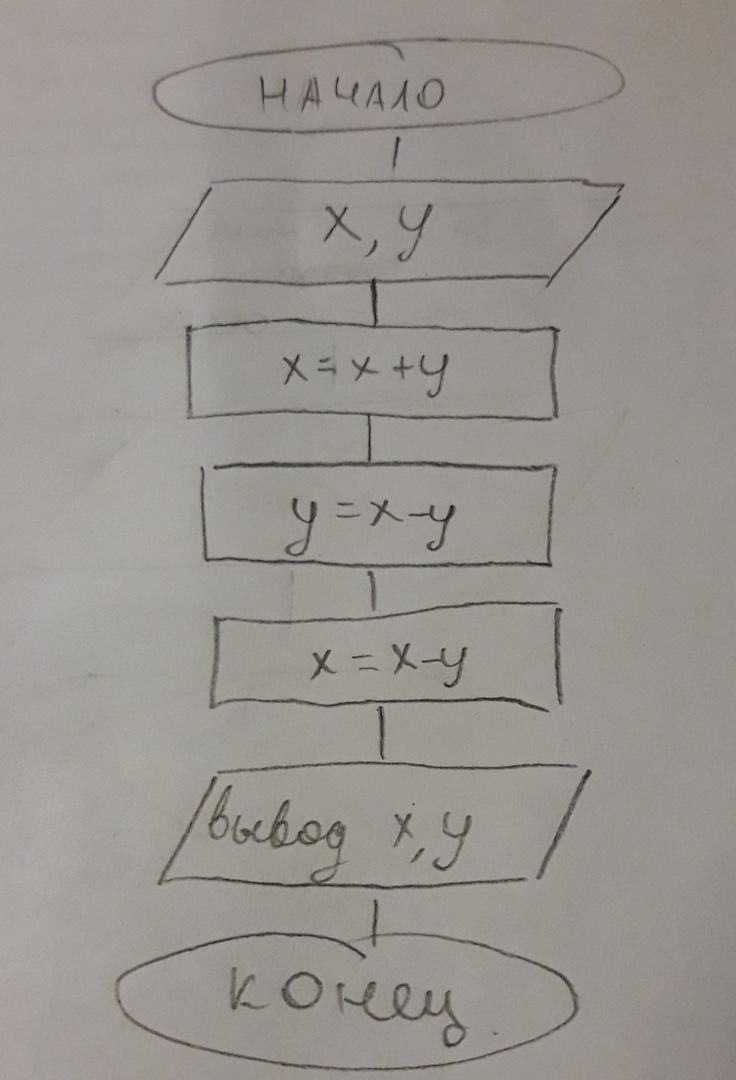 НАЧАЛО
x, y
x = x + y
y = x - y
x = x - y
вывод x, y
конец